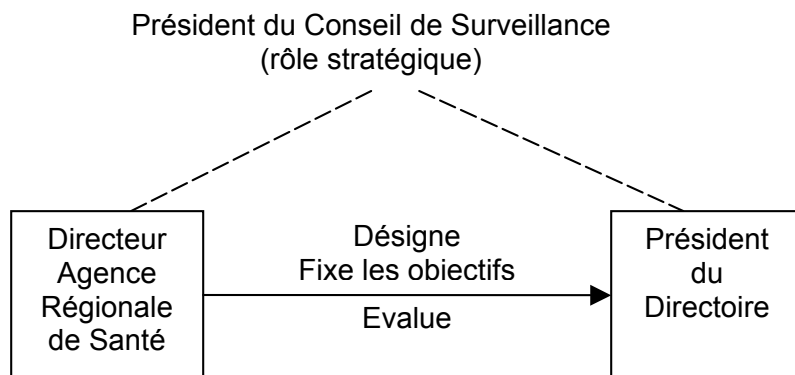 Président du Conseil de Surveillance
(rôle stratégique)
Directeur
Agence
Régionale
de Santé
Désigne
Fixe les obiectifs
Evalue
Président
du
Directoire